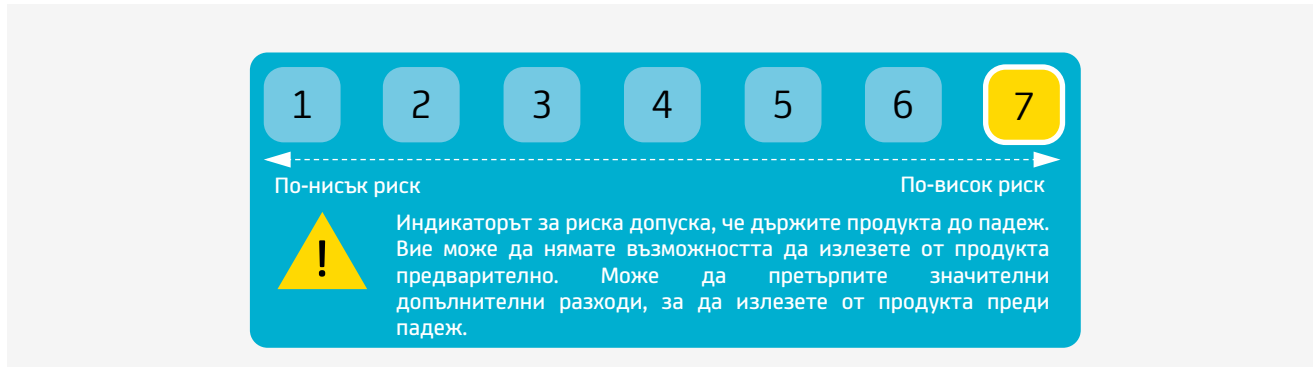 1 2 3 4 5 6 7
По-нисък риск По-висок риск
!
Индикаторът за риска допуска, че държите продукта до падеж.
Вие може да нямате възможността да излезете от продукта
предварително. Може да претърпите значителни
допълнителни разходи, за да излезете от продукта преди
падеж.